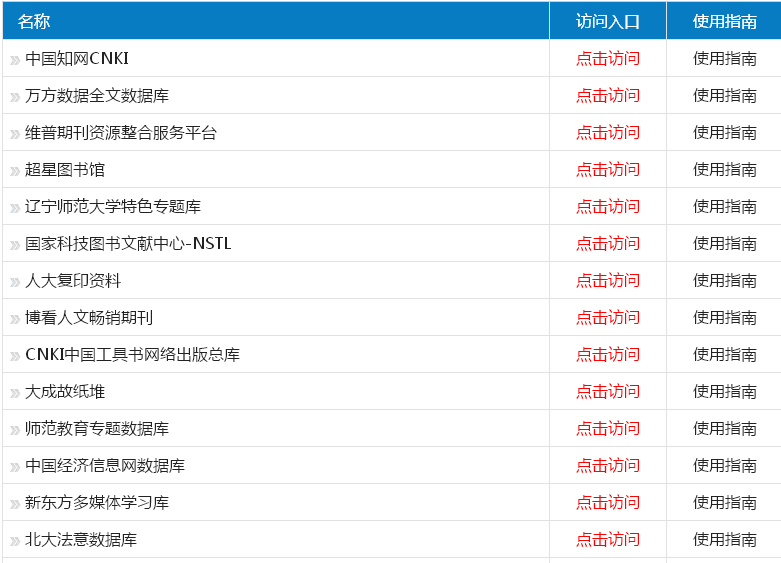 名称 访问入口 使用指南
» 中国知网CNKI 点击访问 使用指南
» 万方数据全文数据库 点击访问 使用指南
» 维普期刊资源整合服务平台 点击访问 使用指南
» 超星图书馆 点击访问 使用指南
» 辽宁师范大学特色专题库 点击访问 使用指南
» 国家科技图书文献中心-NSTL 点击访问 使用指南
» 人大复印资料 点击访问 使用指南
» 博看人文畅销期刊 点击访问 使用指南
» CNKI中国工具书网络出版总库 点击访问 使用指南
» 大成故纸堆 点击访问 使用指南
» 师范教育专题数据库 点击访问 使用指南
» 中国经济信息网数据库 点击访问 使用指南
» 新东方多媒体学习库 点击访问 使用指南
» 北大法意数据库 点击访问 使用指南